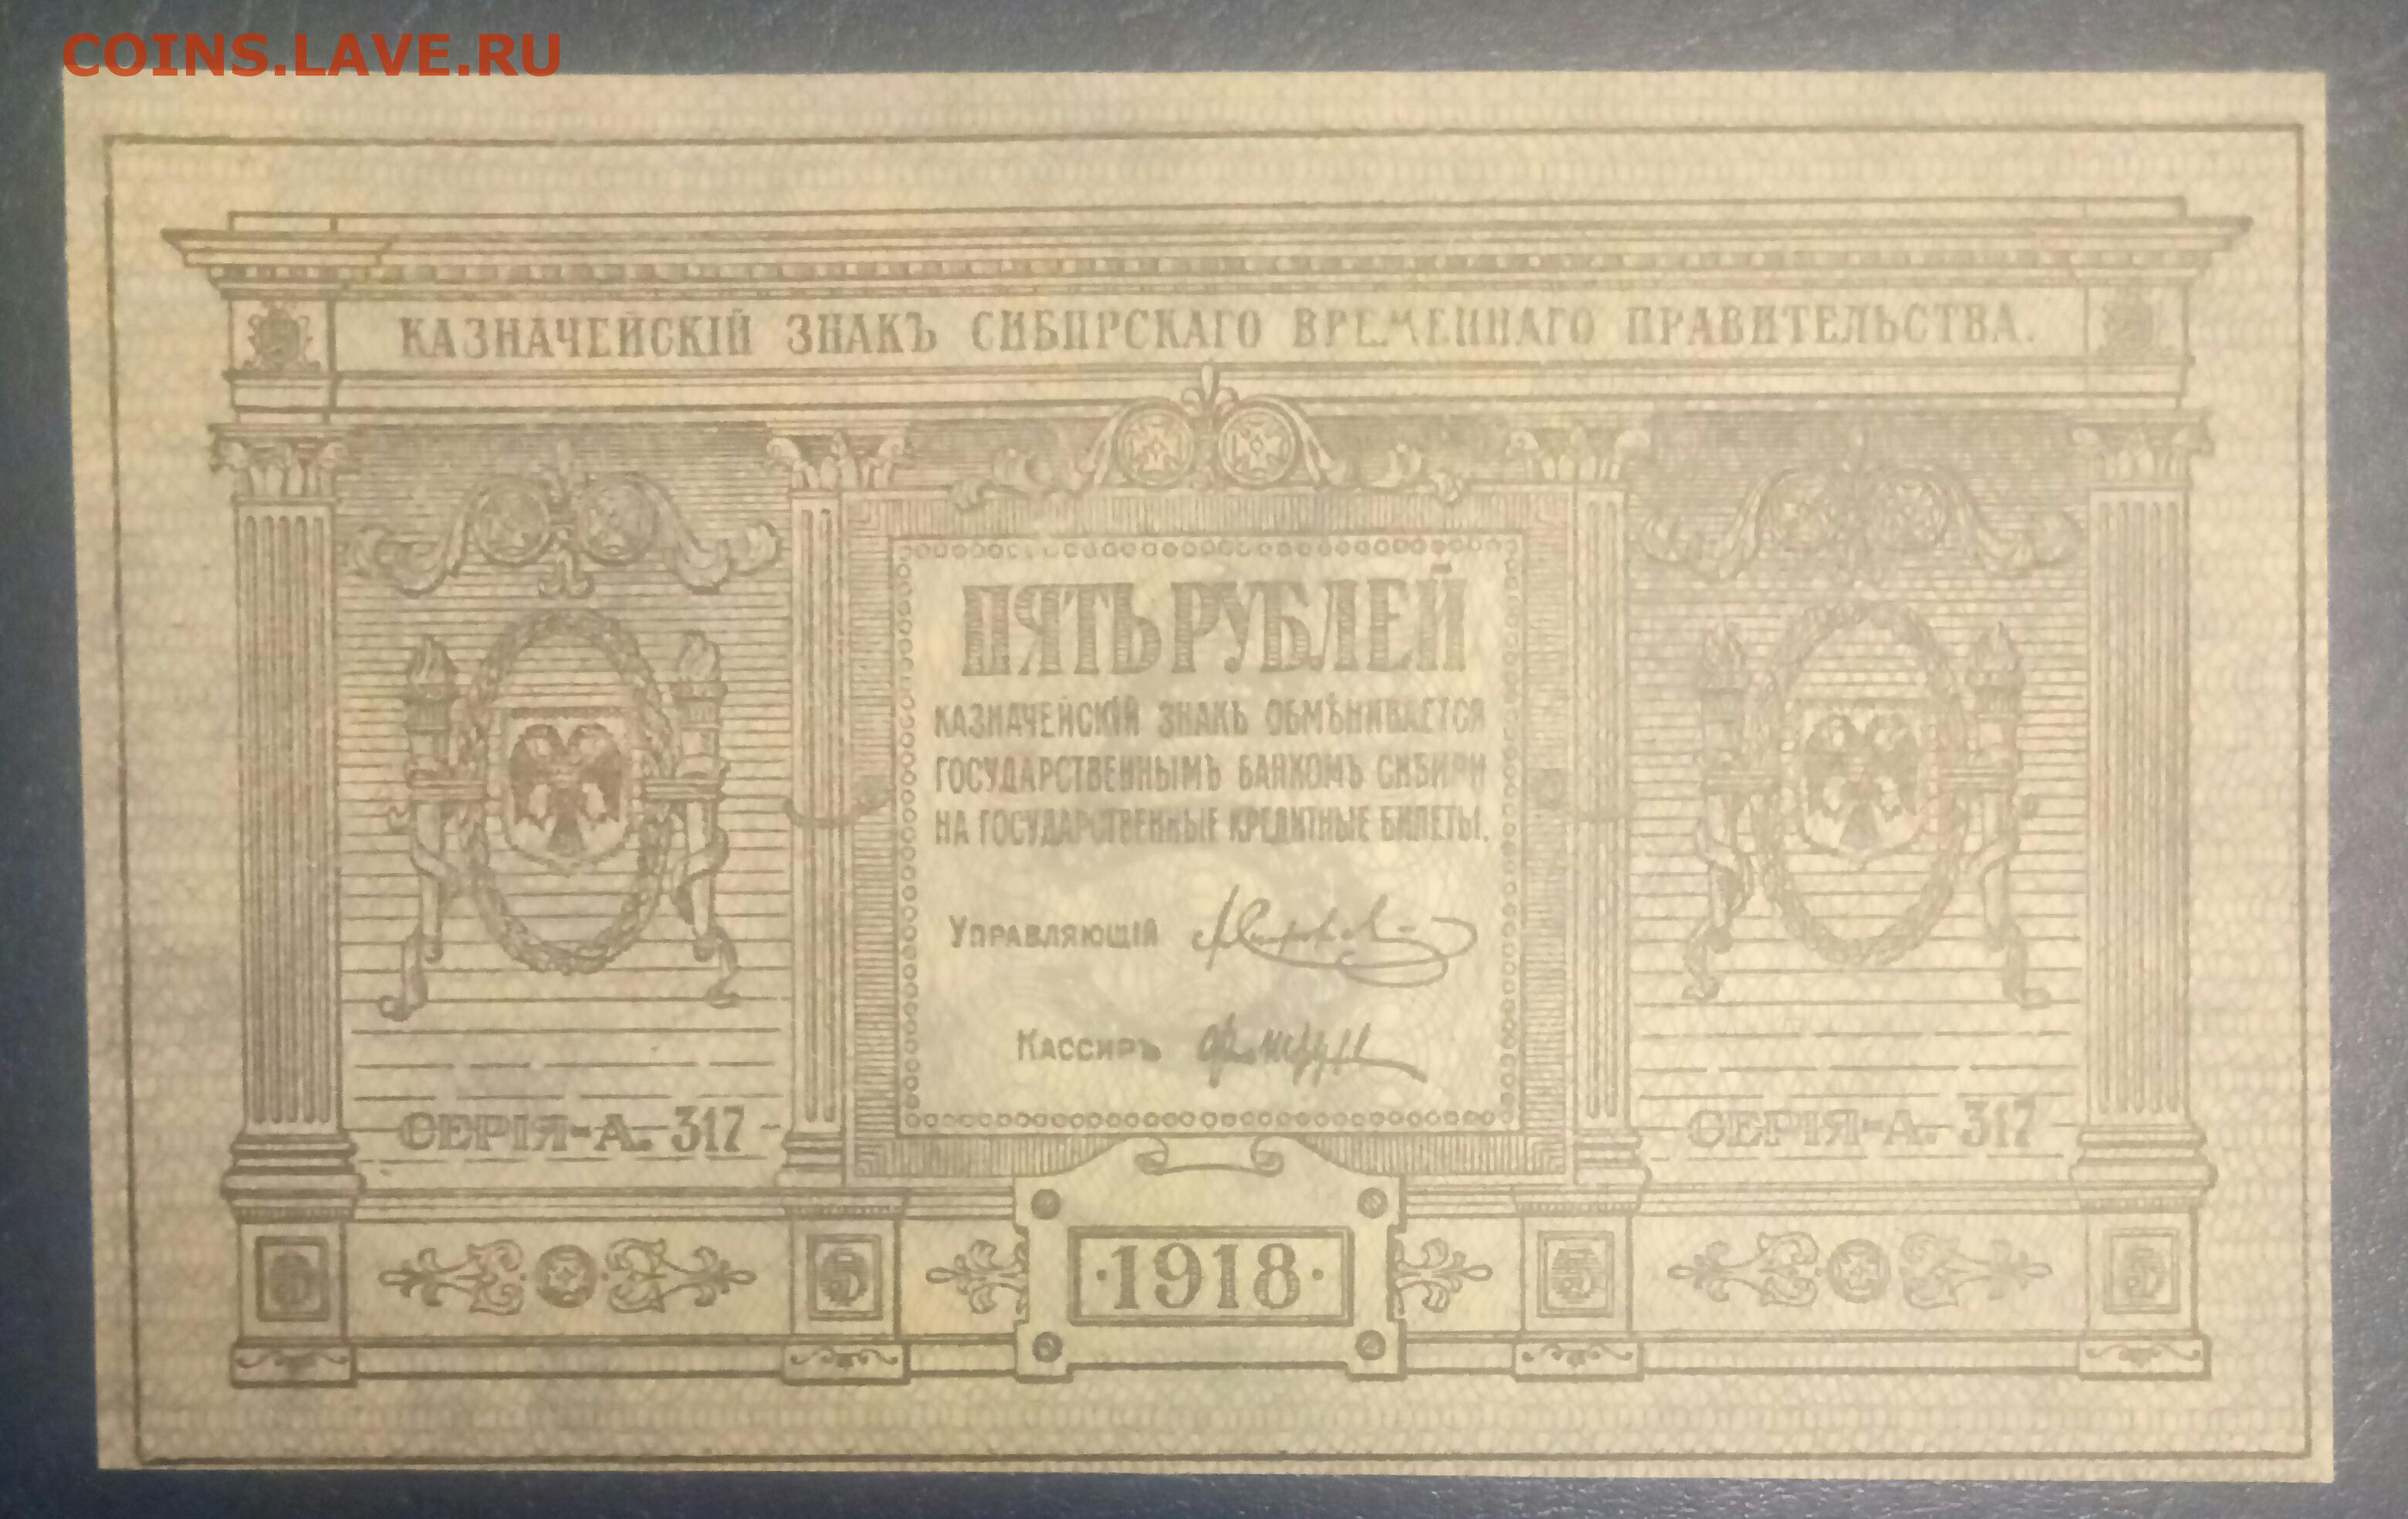 COINS.LAVE.RU
КАЗНАЧЕЙСКІЙ ЗНАКЪ СИБИРСКАГО ВРЕМЕННАГО ПРАВИТЕЛЬСТВА.
ПЯТЬ РУБЛЕЙ
КАЗНАЧЕЙСКІЙ ЗНАКЪ ОБМѢНИВАЕТСЯ
ГОСУДАРСТВЕННЫМЪ БАНКОМЪ СИБИРИ
НА ГОСУДАРСТВЕННЫЕ КРЕДИТНЫЕ БИЛЕТЫ.
УПРАВЛЯЮЩІЙ
КАССИРЪ
СЕРІЯ-А. 317
СЕРІЯ-А. 317
5
5
·1918·
5
5